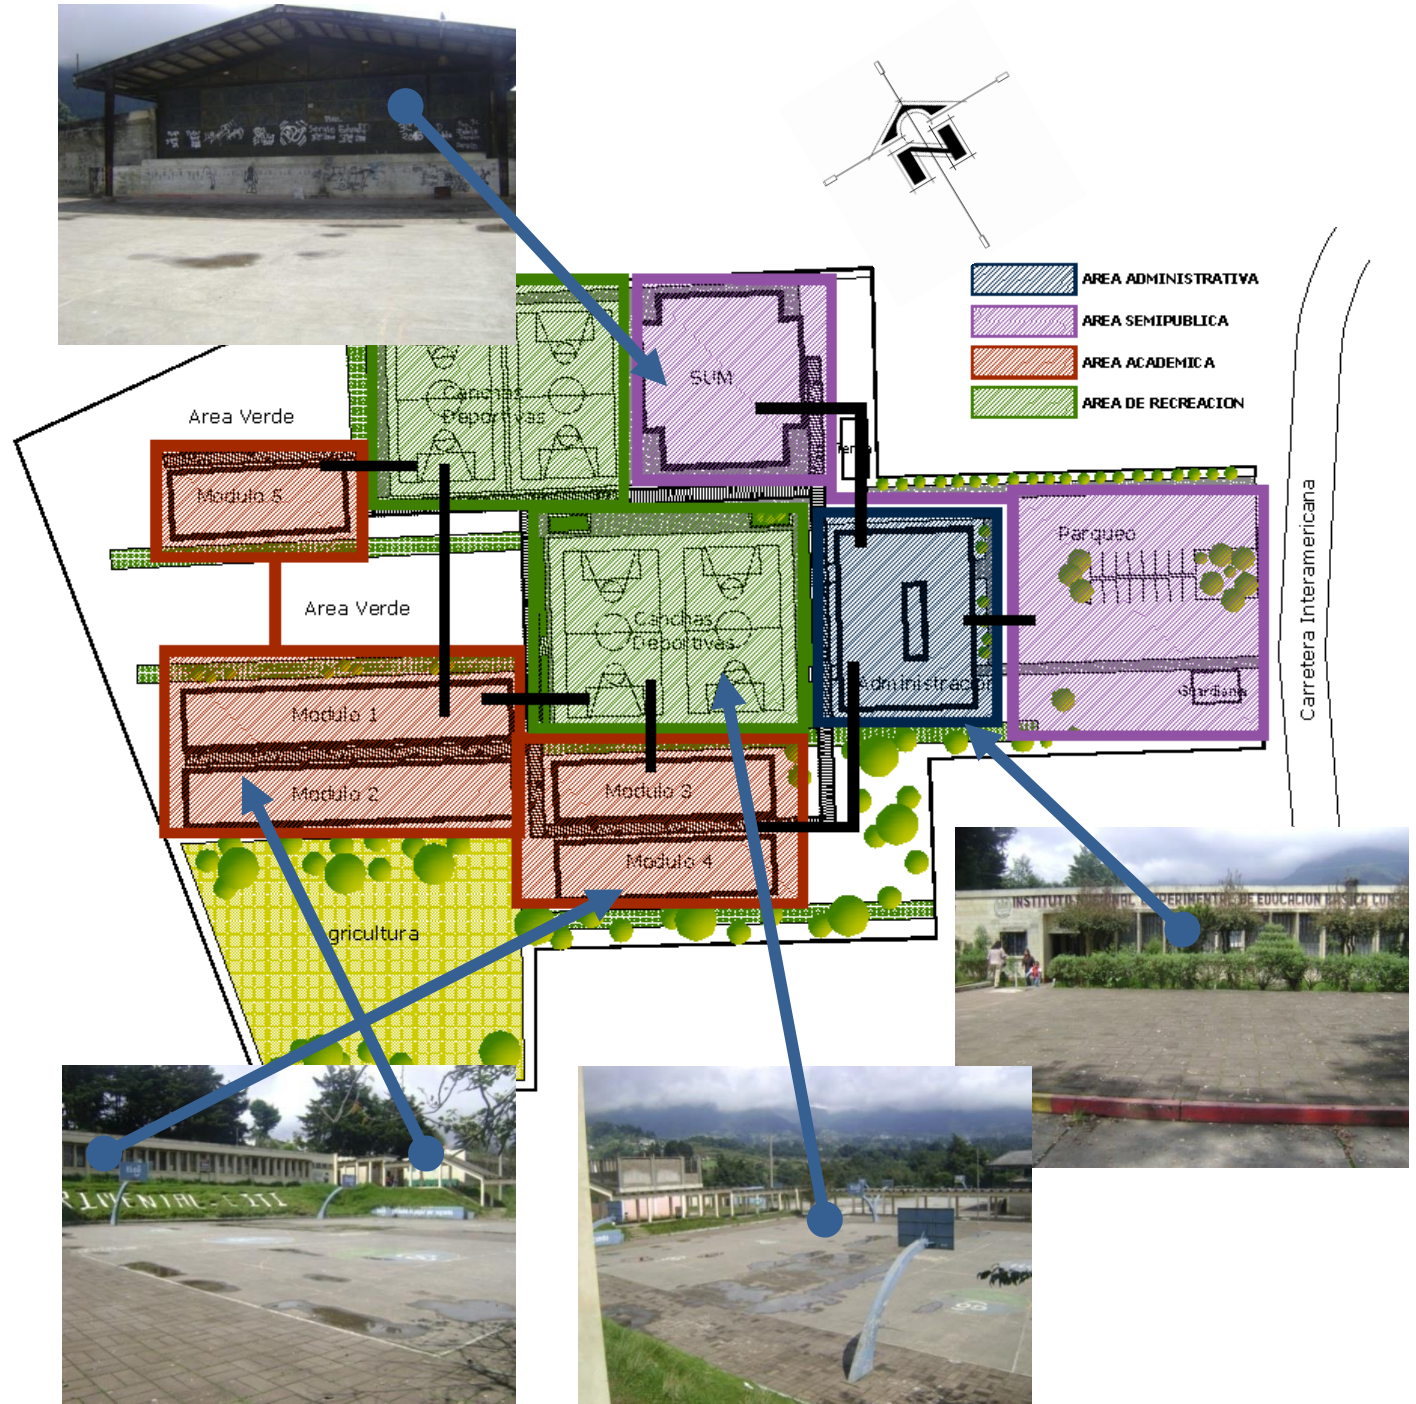 N
AREA ADMINISTRATIVA
AREA SEMIPUBLICA
AREA ACADEMICA
AREA DE RECREACION
SUM
Canchas
Deportivas
Area Verde
Modulo 5
Parqueo
Area Verde
Canchas
Deportivas
Administracion
Guardiania
Carretera Interamericana
Modulo 1
Modulo 2
Modulo 3
Modulo 4
gricultura
INSTITUTO NACIONAL EXPERIMENTAL DE EDUCACION BASICA CON
RIMENTAL